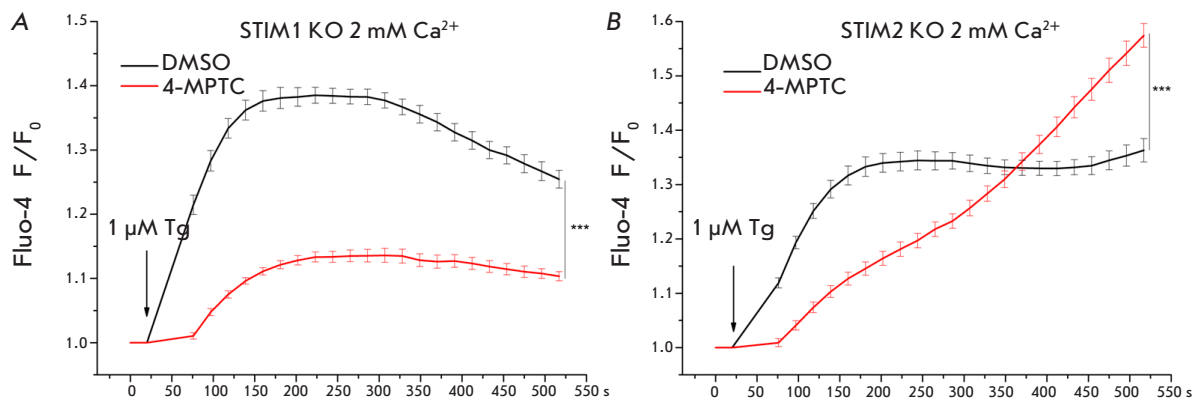 A
STIM1 KO 2 mM Ca²⁺
DMSO
4-MPTC
Fluo-4 F/F₀
1 µM Tg
***
1.5
1.4
1.3
1.2
1.1
1.0
0 50 100 150 200 250 300 350 400 450 500 550 s
B
STIM2 KO 2 mM Ca²⁺
DMSO
4-MPTC
Fluo-4 F/F₀
1 µM Tg
***
1.6
1.5
1.4
1.3
1.2
1.1
1.0
0 50 100 150 200 250 300 350 400 450 500 550 s